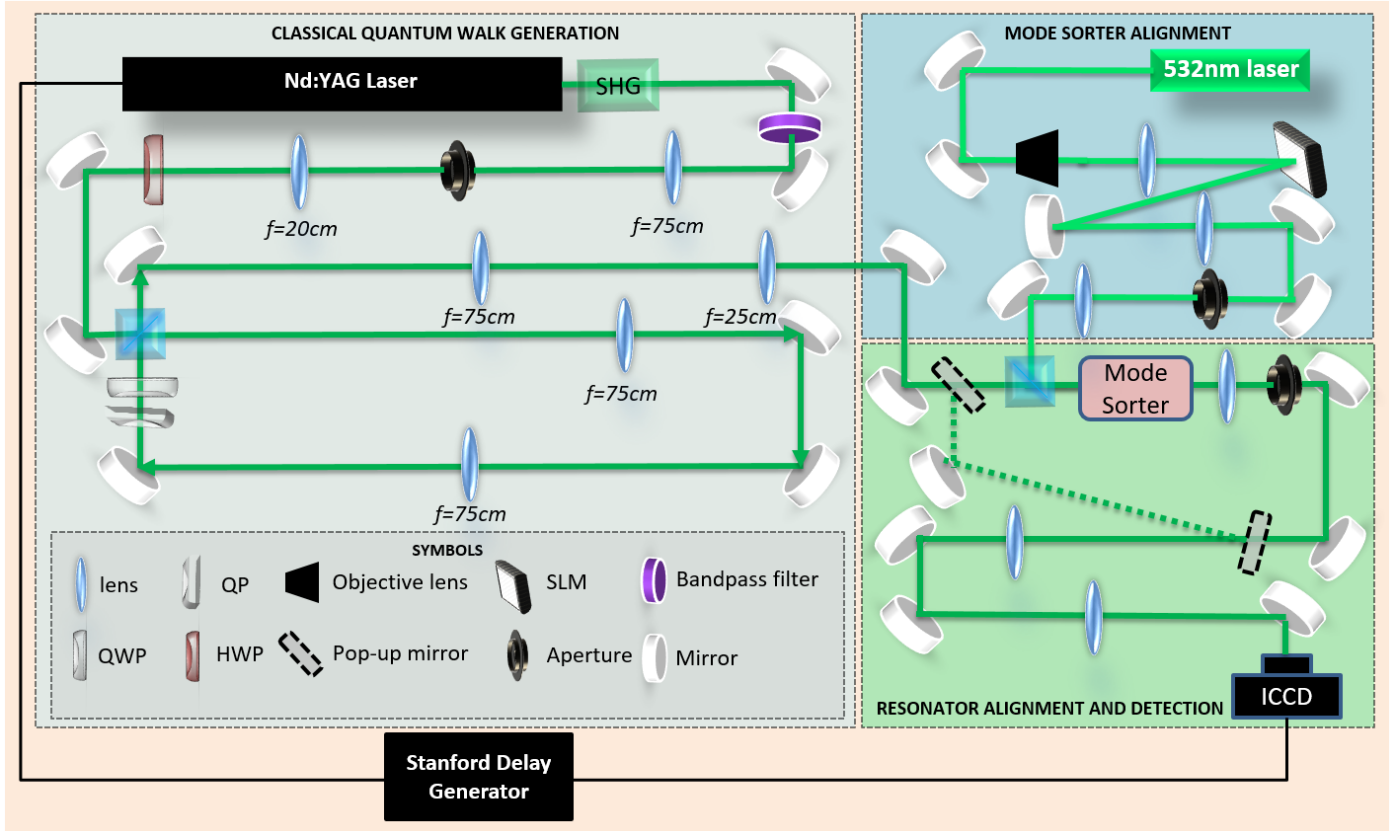 CLASSICAL QUANTUM WALK GENERATION
Nd:YAG Laser
SHG
f=20cm
f=75cm
f=75cm
f=25cm
f=75cm
f=75cm
SYMBOLS
lens
QP
Objective lens
SLM
Bandpass filter
QWP
HWP
Pop-up mirror
Aperture
Mirror
MODE SORTER ALIGNMENT
532nm laser
Mode
Sorter
RESONATOR ALIGNMENT AND DETECTION
ICCD
Stanford Delay
Generator